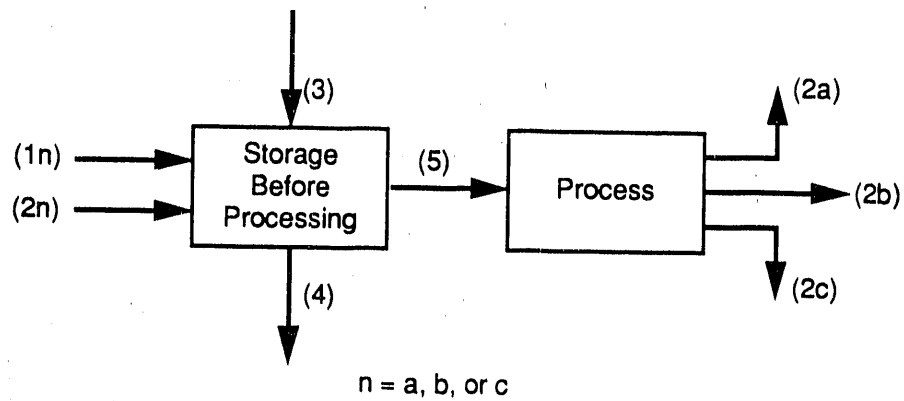 (3)
(2a)
(1n)
Storage
Before
Processing
(5)
Process
(2b)
(2n)
(4)
(2c)
n = a, b, or c